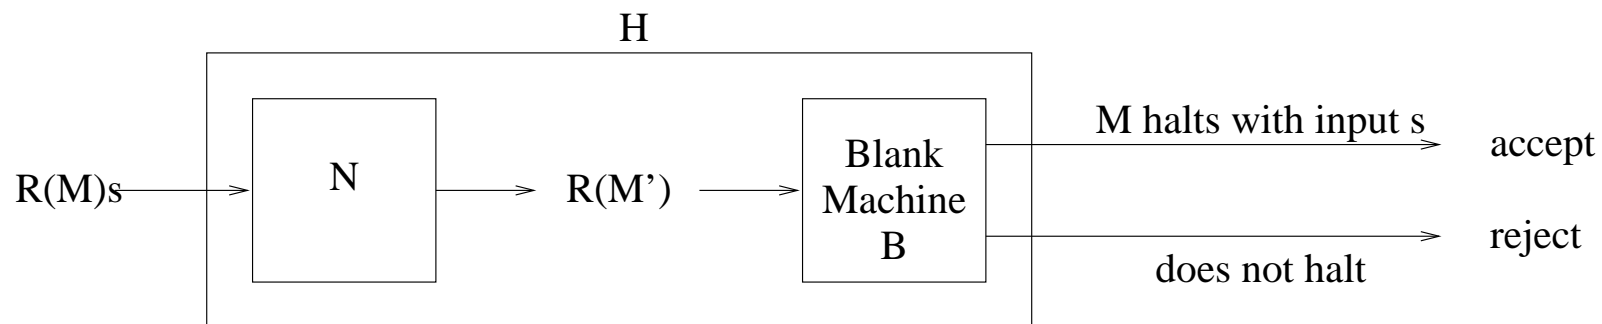 H
M halts with input s
accept
R(M)s
N
R(M’)
Blank
Machine
B
reject
does not halt